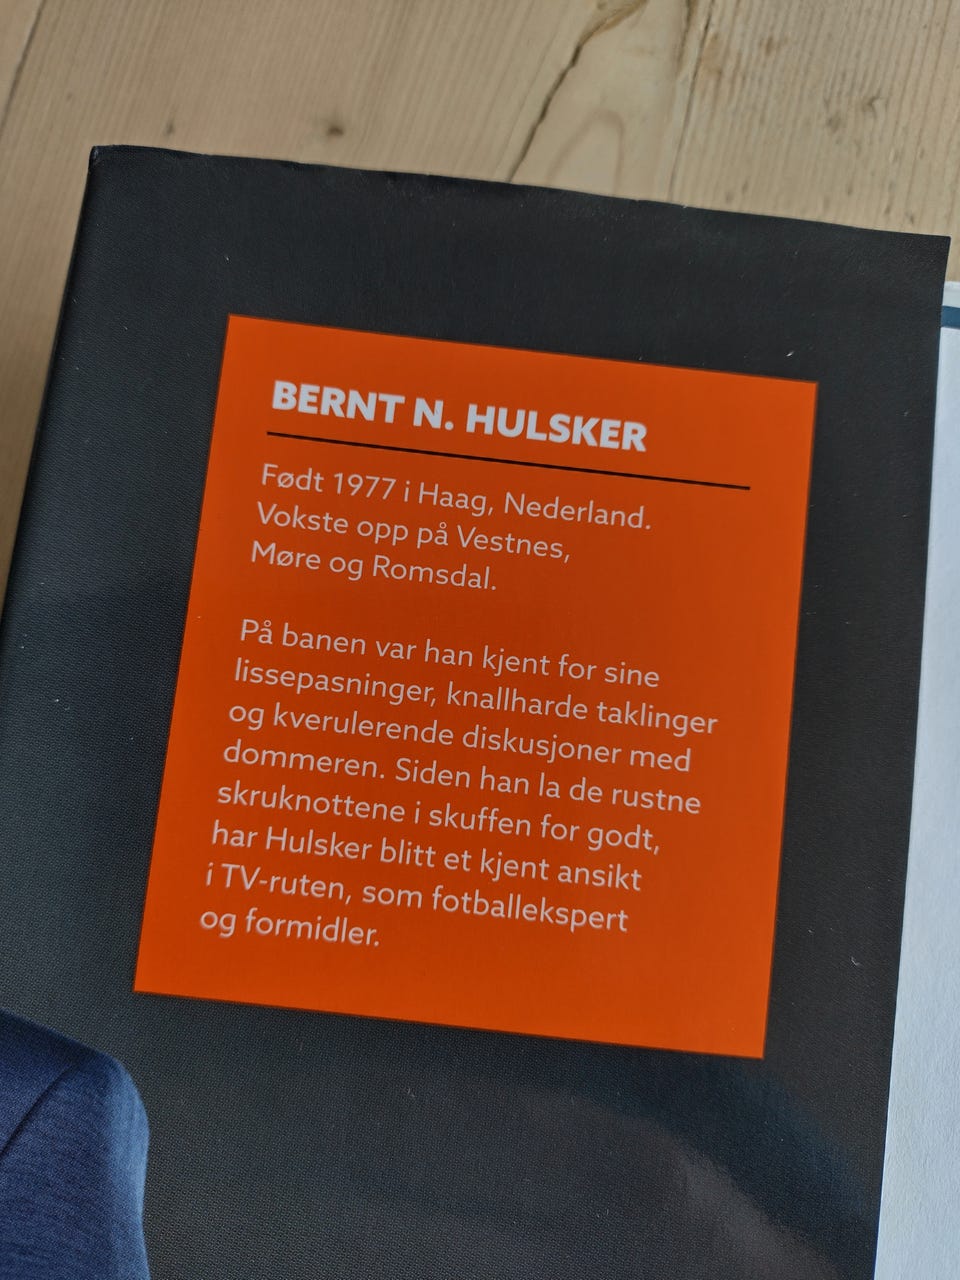 BERNT N. HULSKER
Født 1977 i Haag, Nederland.
Vokste opp på Vestnes,
Møre og Romsdal.
På banen var han kjent for sine
lissepasninger, knallharde taklinger
og kverulerende diskusjoner med
dommeren. Siden han la de rustne
skruknottene i skuffen for godt,
har Hulsker blitt et kjent ansikt
i TV-ruten, som fotballekspert
og formidler.